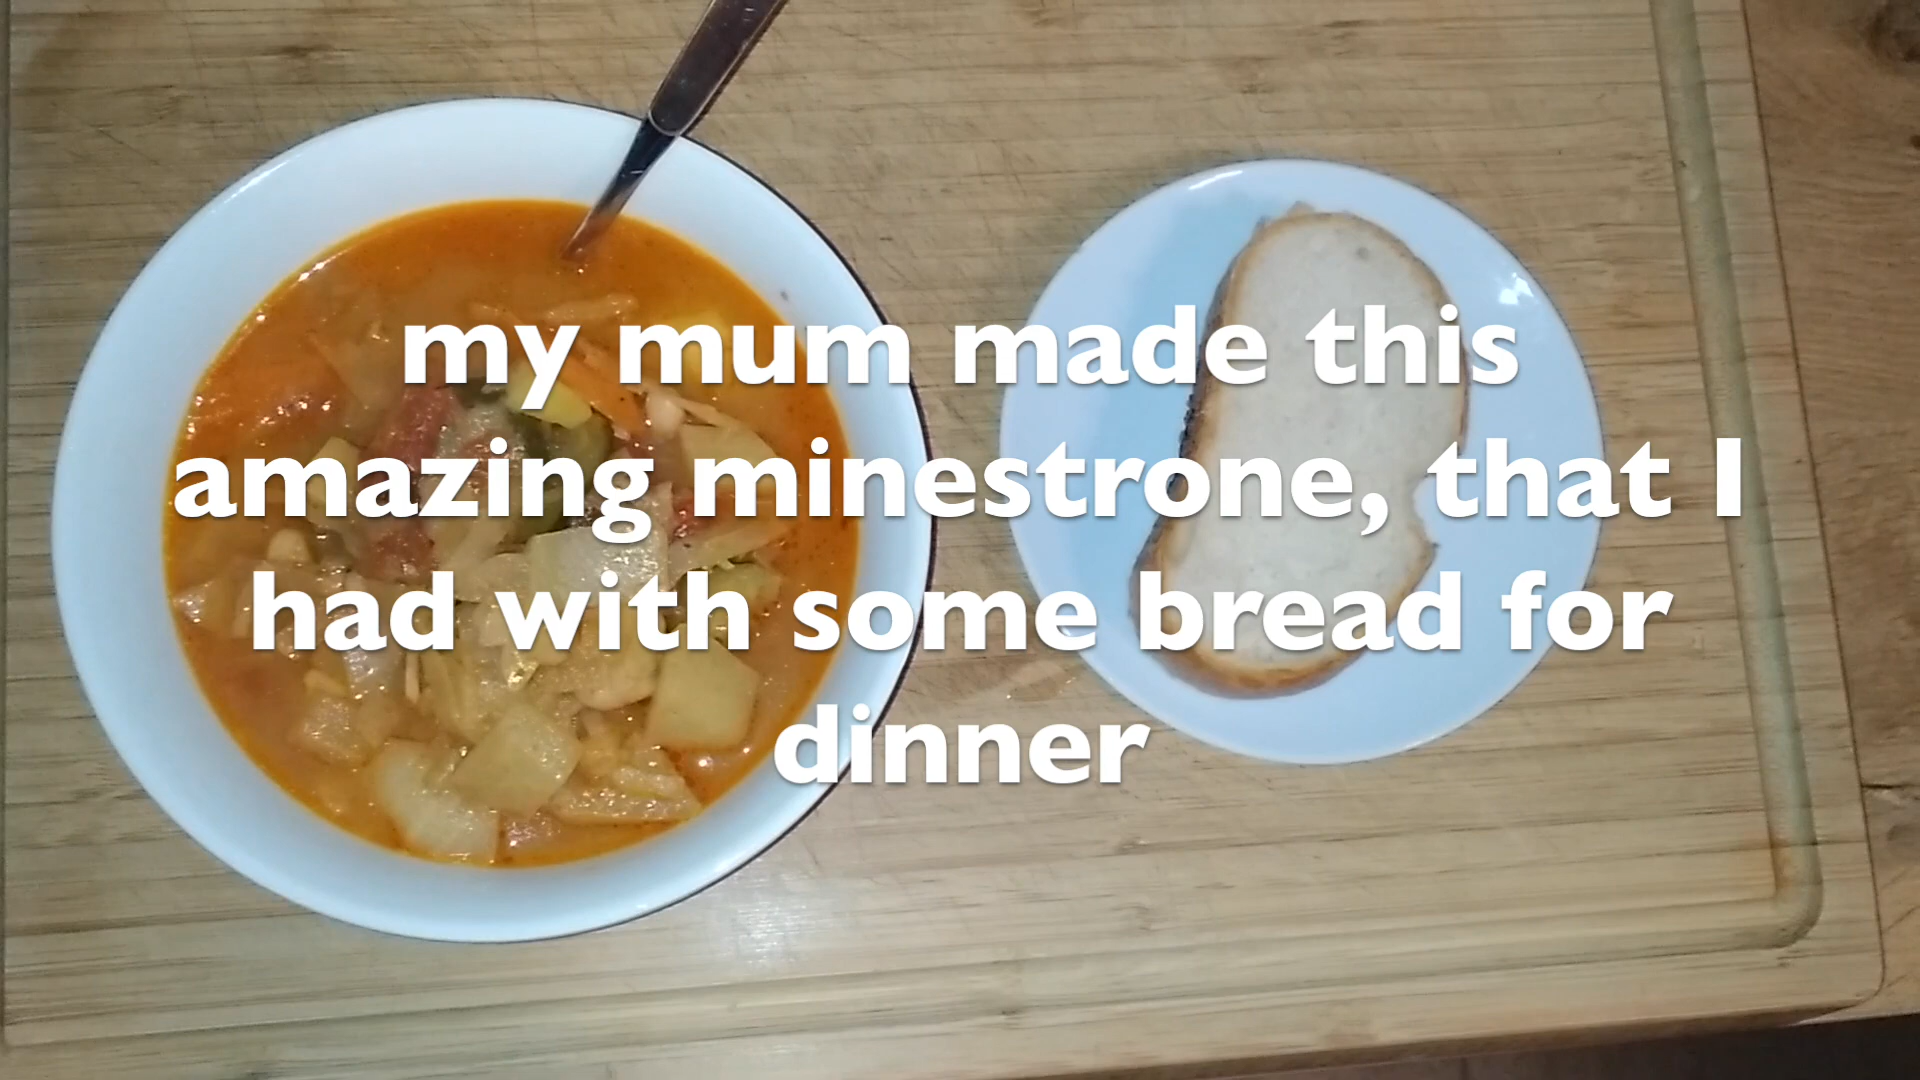 my mum made this
amazing minestrone, that I
had with some bread for
dinner